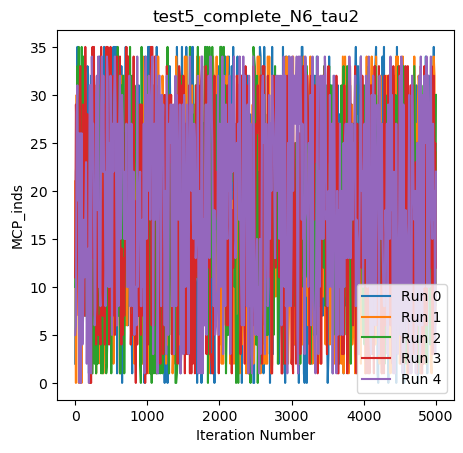 test5_complete_N6_tau2
MCP_inds
35
30
25
20
15
10
5
0
0 1000 2000 3000 4000 5000
Iteration Number
Run 0
Run 1
Run 2
Run 3
Run 4